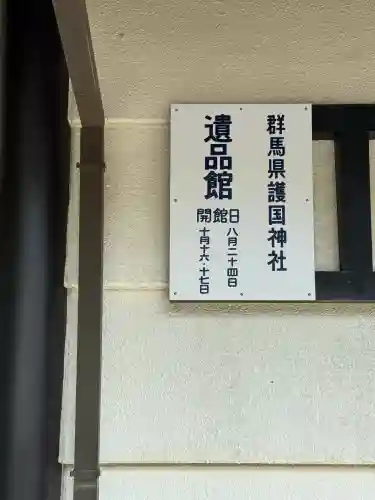 群馬県護国神社
遺品館
開館日
八月二十四日
十月十六・十七日